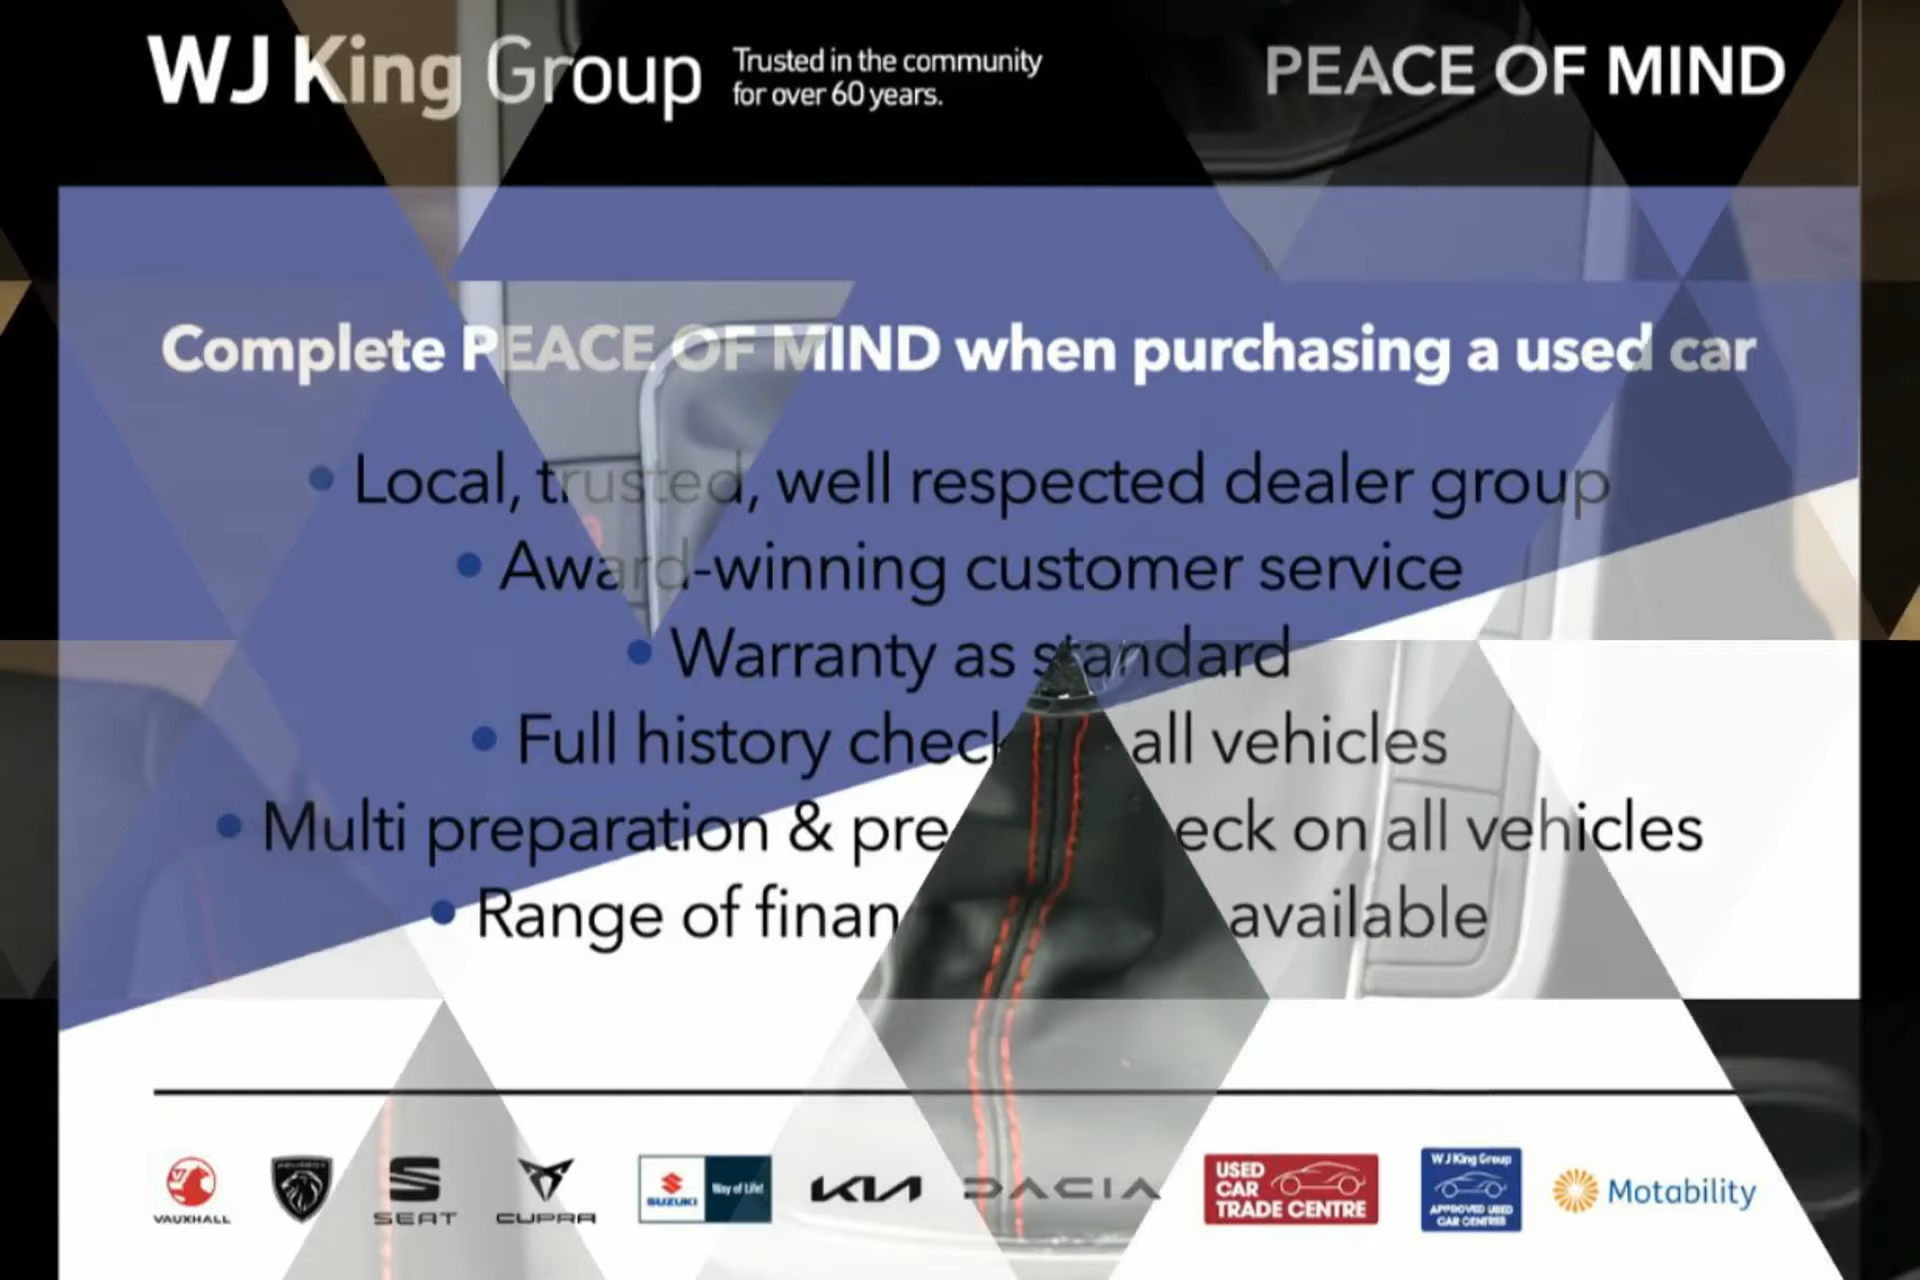 WJ King Group
Trusted in the community
for over 60 years.
PEACE OF MIND
Complete PEACE OF MIND when purchasing a used car
• Local, trusted, well respected dealer group
• Award-winning customer service
• Warranty as standard
• Full history check all vehicles
• Multi preparation & pre eck on all vehicles
• Range of finan available
VAUXHALL
PEUGEOT
SEAT
CUPRA
SUZUKI
Way of Life!
KIA
DACIA
USED
CAR
TRADE CENTRE
W J King Group
APPROVED USED
CAR CENTRES
Motability